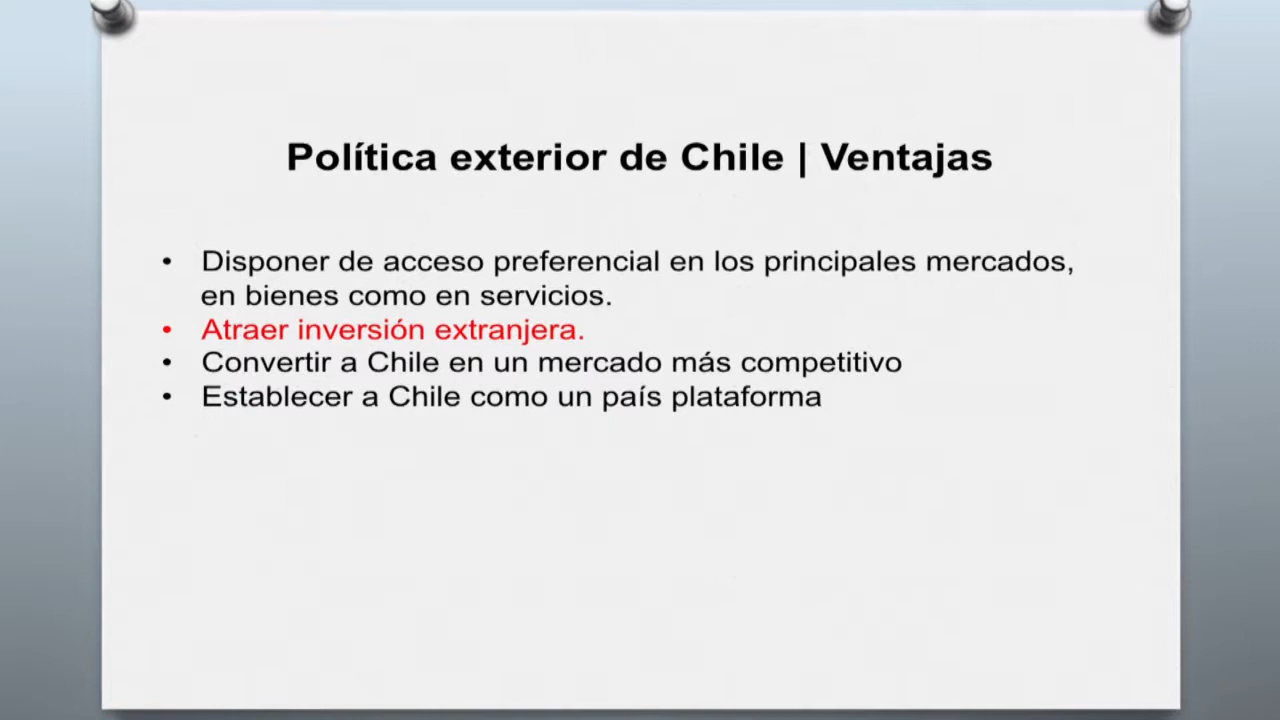 Política exterior de Chile | Ventajas
• Disponer de acceso preferencial en los principales mercados,
en bienes como en servicios.
• Atraer inversión extranjera.
• Convertir a Chile en un mercado más competitivo
• Establecer a Chile como un país plataforma